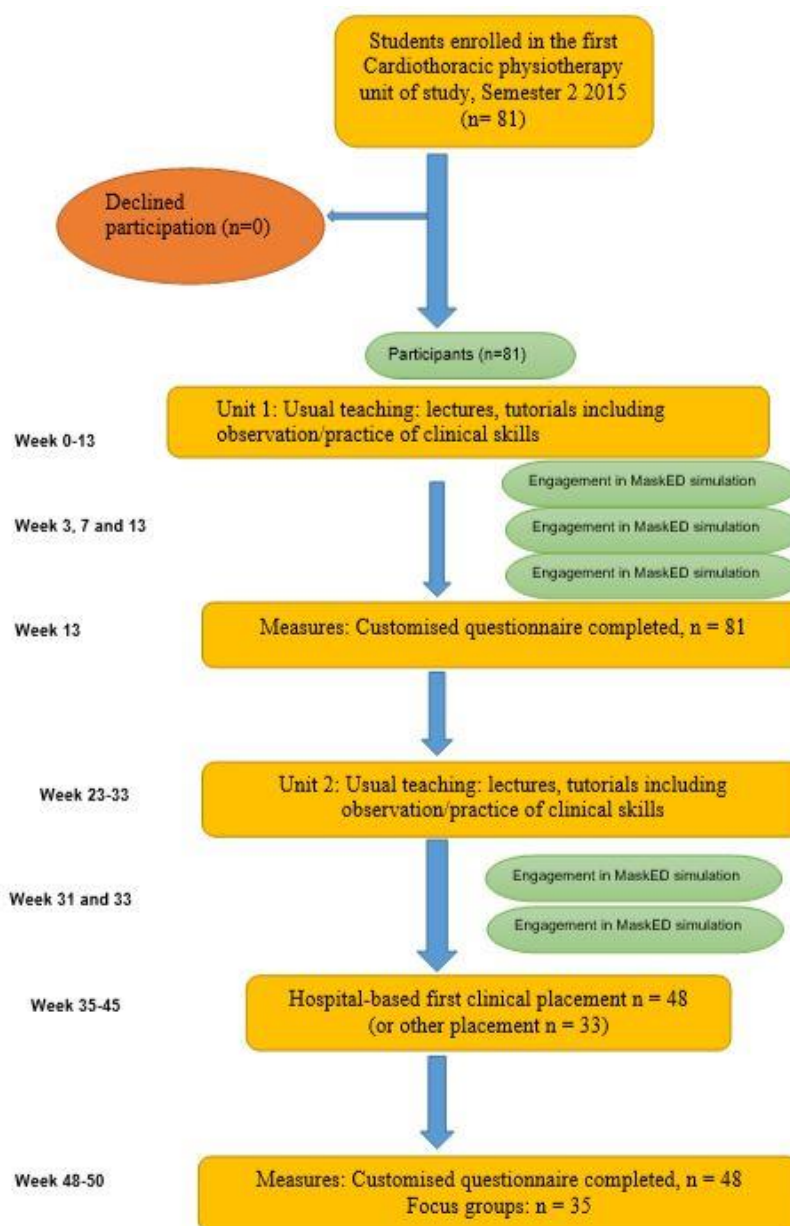 Students enrolled in the first
Cardiothoracic physiotherapy
unit of study, Semester 2 2015
(n= 81)
Declined
participation (n=0)
Participants (n=81)
Week 0-13
Unit 1: Usual teaching: lectures, tutorials including
observation/practice of clinical skills
Engagement in MaskED simulation
Week 3, 7 and 13
Engagement in MaskED simulation
Engagement in MaskED simulation
Week 13
Measures: Customised questionnaire completed, n = 81
Week 23-33
Unit 2: Usual teaching: lectures, tutorials including
observation/practice of clinical skills
Week 31 and 33
Engagement in MaskED simulation
Engagement in MaskED simulation
Week 35-45
Hospital-based first clinical placement n = 48
(or other placement n = 33)
Week 48-50
Measures: Customised questionnaire completed, n = 48
Focus groups: n = 35